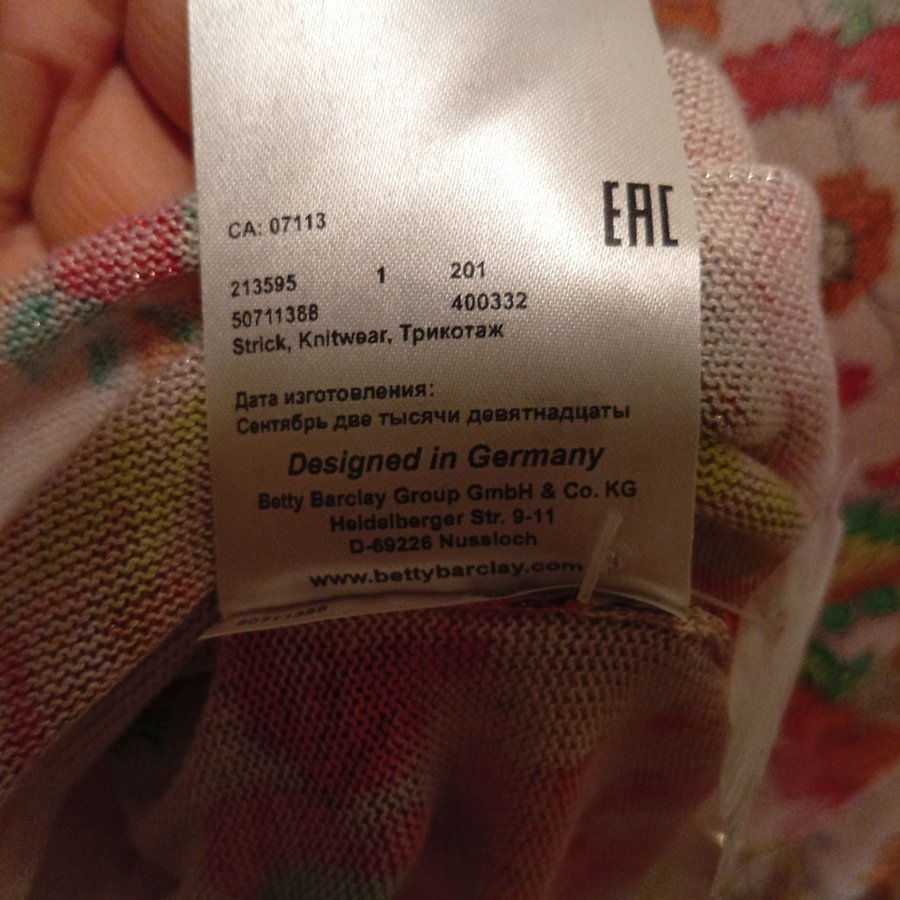 EAC
CA: 07113
213595 1 201
50711388 400332
Strick, Knitwear, Трикотаж
Дата изготовления:
Сентябрь две тысячи девятнадцаты
Designed in Germany
Betty Barclay Group GmbH & Co. KG
Heidelberger Str. 9-11
D-69226 Nussloch
www.bettybarclay.com
50711388